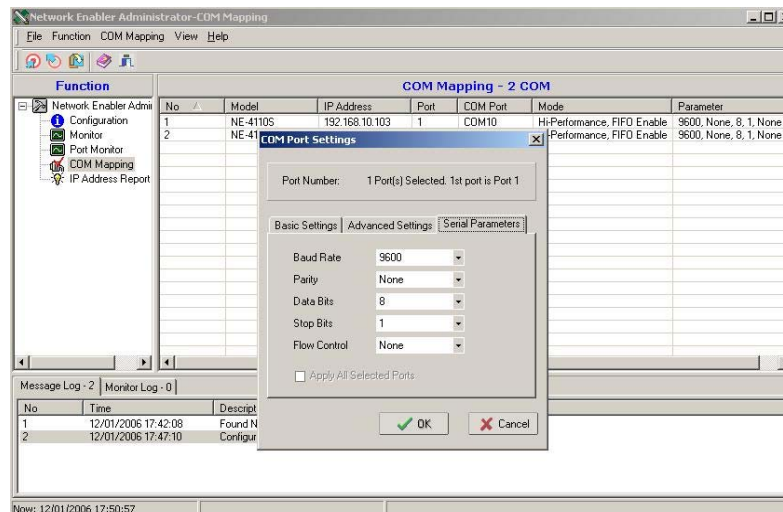 Network Enabler Administrator-COM Mapping
File Function COM Mapping View Help
Function
COM Mapping - 2 COM
Network Enabler Admi
Configuration
Monitor
Port Monitor
COM Mapping
IP Address Report
No Model IP Address Port COM Port Mode Parameter
1 NE-4110S 192.168.10.103 1 COM10 Hi-Performance, FIFO Enable 9600, None, 8, 1, None
2 NE-41 -Performance, FIFO Enable 9600, None, 8, 1, None
COM Port Settings
Port Number: 1 Port(s) Selected. 1st port is Port 1
Basic Settings Advanced Settings Serial Parameters
Baud Rate 9600
Parity None
Data Bits 8
Stop Bits 1
Flow Control None
Apply All Selected Ports
OK Cancel
Message Log - 2 Monitor Log - 0
No Time Descript
1 12/01/2006 17:42:08 Found N
2 12/01/2006 17:47:10 Configur
Now: 12/01/2006 17:50:57